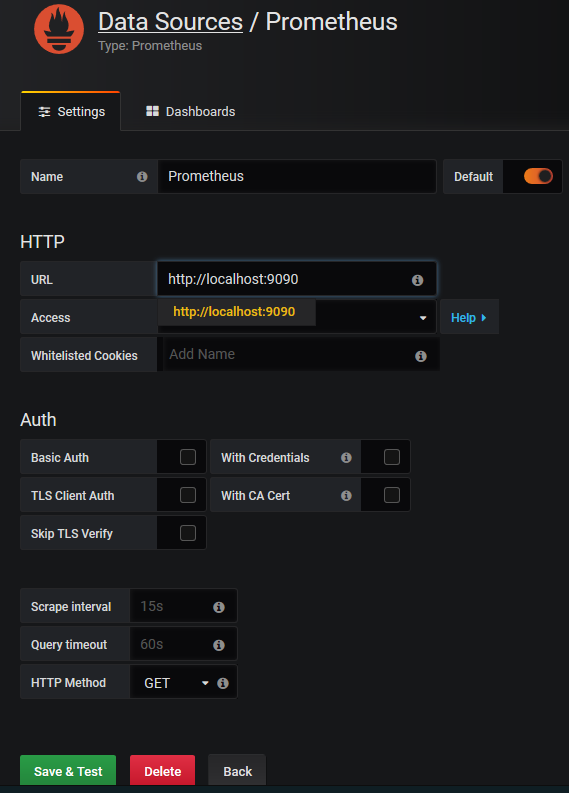 Data Sources / Prometheus
Type: Prometheus
Settings
Dashboards
Name
Prometheus
Default
HTTP
URL
http://localhost:9090
Access
http://localhost:9090
Help
Whitelisted Cookies
Add Name
Auth
Basic Auth
With Credentials
TLS Client Auth
With CA Cert
Skip TLS Verify
Scrape interval
15s
Query timeout
60s
HTTP Method
GET
Save & Test
Delete
Back